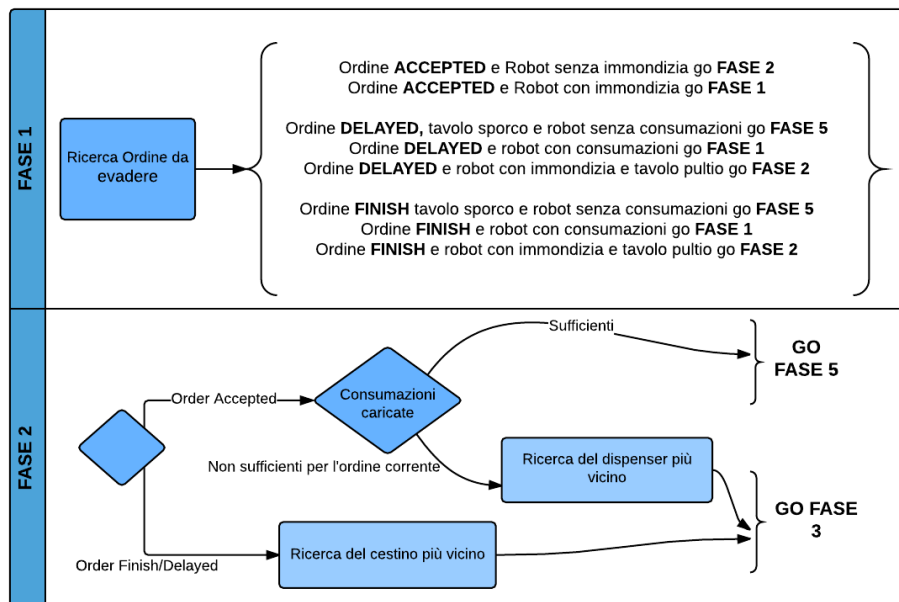 FASE 1
Ricerca Ordine da
evadere
Ordine ACCEPTED e Robot senza immondizia go FASE 2
Ordine ACCEPTED e Robot con immondizia go FASE 1
Ordine DELAYED, tavolo sporco e robot senza consumazioni go FASE 5
Ordine DELAYED e robot con consumazioni go FASE 1
Ordine DELAYED e robot con immondizia e tavolo pultio go FASE 2
Ordine FINISH tavolo sporco e robot senza consumazioni go FASE 5
Ordine FINISH e robot con consumazioni go FASE 1
Ordine FINISH e robot con immondizia e tavolo pultio go FASE 2
FASE 2
Order Accepted
Consumazioni
caricate
Sufficienti
GO
FASE 5
Non sufficienti per l'ordine corrente
Ricerca del dispenser più
vicino
GO FASE
3
Order Finish/Delayed
Ricerca del cestino più vicino